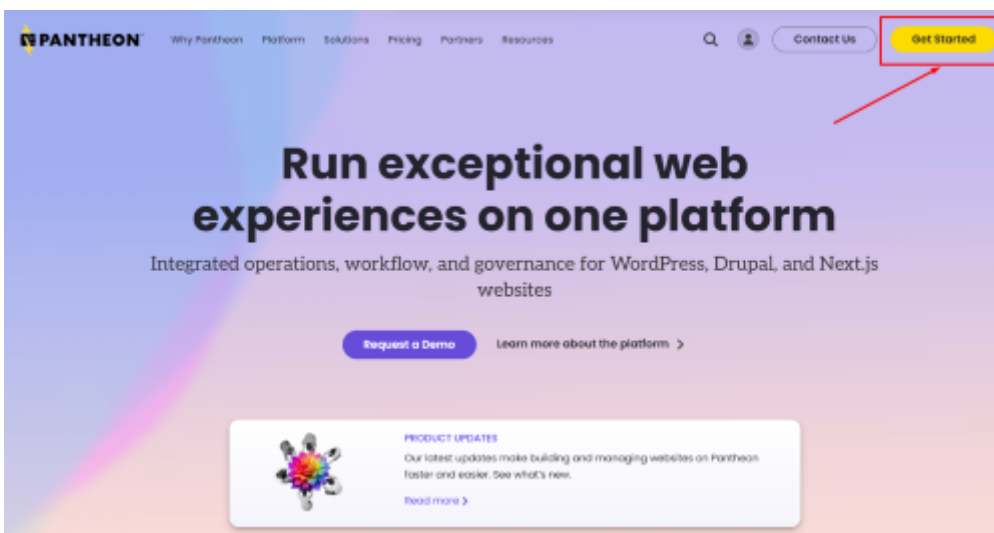 PANTHEON
Why Pantheon Platform Solutions Pricing Partners Resources
Contact Us
Get Started
Run exceptional web
experiences on one platform
Integrated operations, workflow, and governance for WordPress, Drupal, and Next.js
websites
Request a Demo
Learn more about the platform
PRODUCT UPDATES
Our latest updates make building and managing websites on Pantheon
faster and easier. See what's new.
Read more